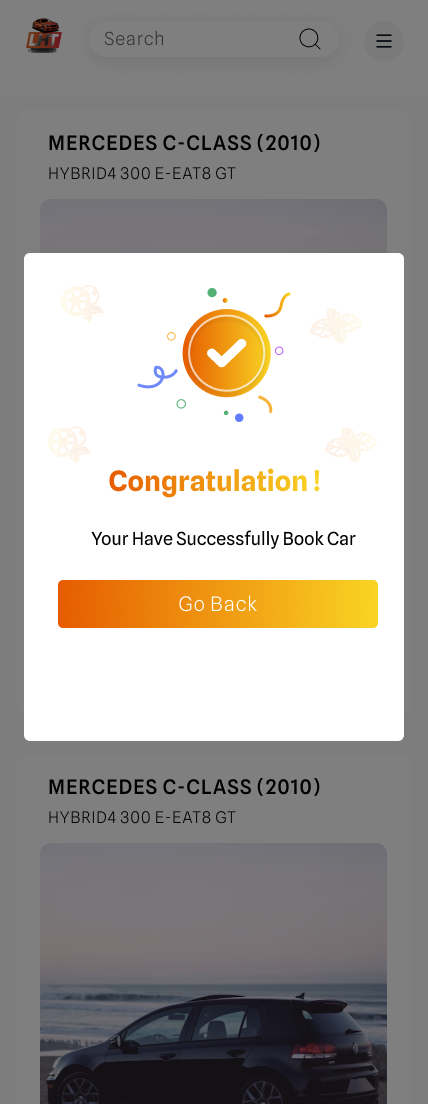 GT
Search
MERCEDES C-CLASS (2010)
HYBRID4 300 E-EAT8 GT
Congratulation !
Your Have Successfully Book Car
Go Back
MERCEDES C-CLASS (2010)
HYBRID4 300 E-EAT8 GT